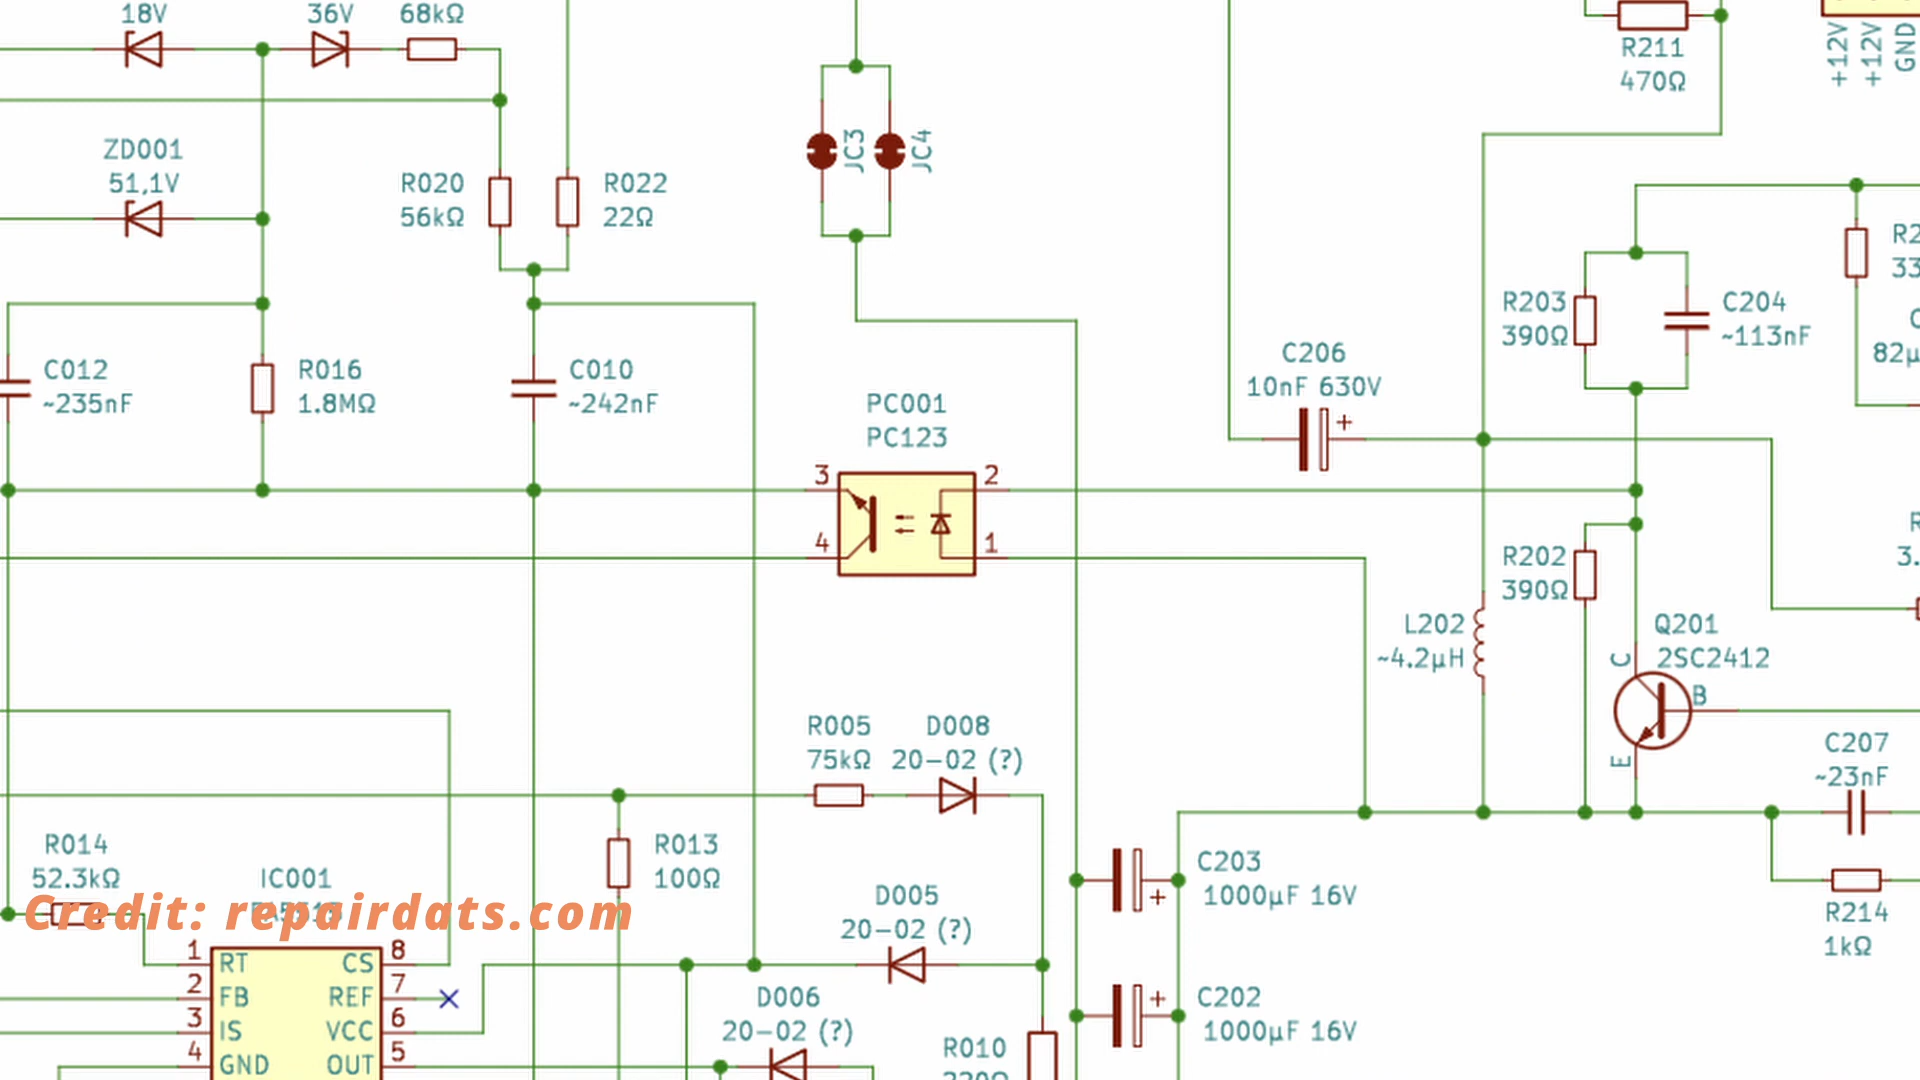 18V
36V
68kΩ
R211
470Ω
+12V
+12V
GND
ZD001
51,1V
R020
56kΩ
R022
22Ω
JC3
JC4
R203
390Ω
C204
~113nF
C012
~235nF
R016
1.8MΩ
C010
~242nF
C206
10nF 630V
+
82µ
PC001
PC123
3
2
4
1
R202
390Ω
L202
~4.2µH
Q201
2SC2412
C
B
E
R005
75kΩ
D008
20-02 (?)
C207
~23nF
R014
52.3kΩ
IC001
R013
100Ω
D005
20-02 (?)
C203
1000µF 16V
+
R214
1kΩ
Credit: repairdats.com
1
RT
CS
8
2
FB
REF
7
3
IS
VCC
6
4
GND
OUT
5
D006
20-02 (?)
C202
1000µF 16V
+
R010